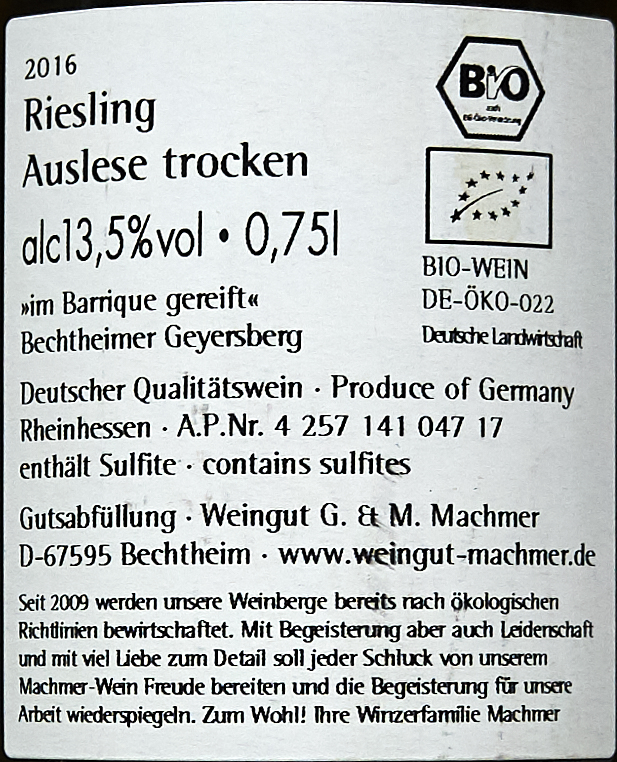 2016
Riesling
Auslese trocken
alc13,5%vol • 0,75l
»im Barrique gereift«
Bechtheimer Geyersberg
BIO
nach
BIO-WEIN
DE-ÖKO-022
Deutsche Landwirtschaft
Deutscher Qualitätswein · Produce of Germany
Rheinhessen · A.P.Nr. 4 257 141 047 17
enthält Sulfite · contains sulfites
Gutsabfüllung · Weingut G. & M. Machmer
D-67595 Bechtheim · www.weingut-machmer.de
Seit 2009 werden unsere Weinberge bereits nach ökologischen
Richtlinien bewirtschaftet. Mit Begeisterung aber auch Leidenschaft
und mit viel Liebe zum Detail soll jeder Schluck von unserem
Machmer-Wein Freude bereiten und die Begeisterung für unsere
Arbeit wiederspiegeln. Zum Wohl! Ihre Winzerfamilie Machmer